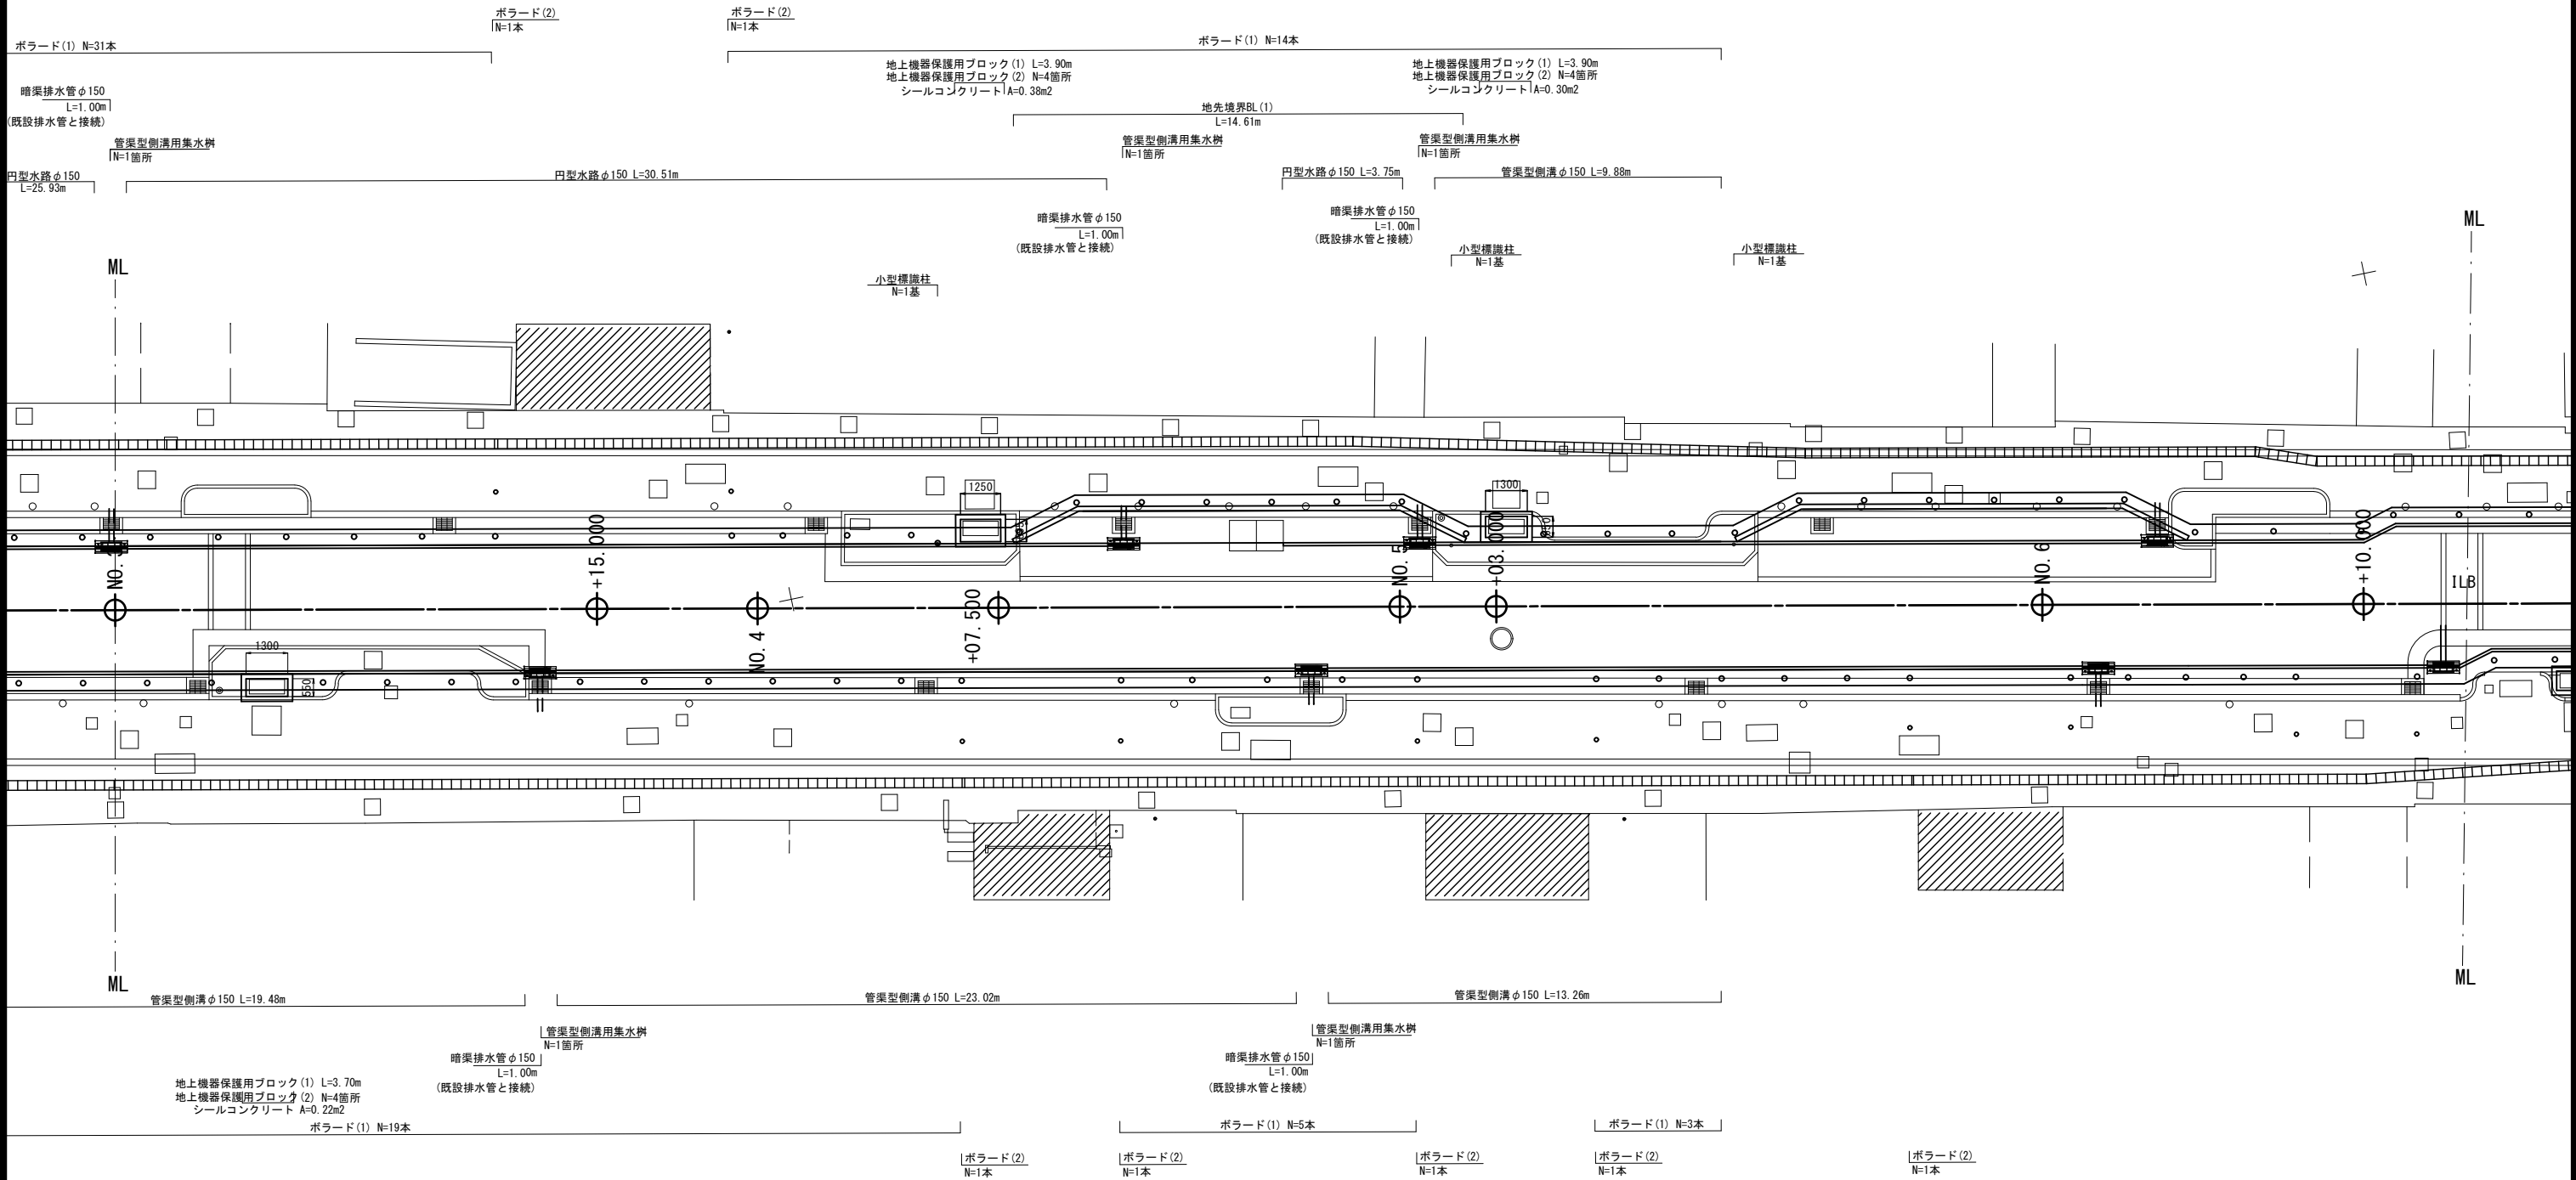 ボラード(2)
N=1本
ボラード(2)
N=1本
ボラード(1) N=31本
ボラード(1) N=14本
地上機器保護用ブロック(1) L=3.90m
地上機器保護用ブロック(2) N=4箇所
シールコンクリート A=0.38m2
地上機器保護用ブロック(1) L=3.90m
地上機器保護用ブロック(2) N=4箇所
シールコンクリート A=0.30m2
暗渠排水管φ150
L=1.00m
(既設排水管と接続)
地先境界BL(1)
L=14.61m
管渠型側溝用集水桝
N=1箇所
管渠型側溝用集水桝
N=1箇所
管渠型側溝用集水桝
N=1箇所
円型水路φ150
L=25.93m
円型水路φ150 L=30.51m
円型水路φ150 L=3.75m
管渠型側溝φ150 L=9.88m
暗渠排水管φ150
L=1.00m
(既設排水管と接続)
暗渠排水管φ150
L=1.00m
(既設排水管と接続)
小型標識柱
N=1基
小型標識柱
N=1基
小型標識柱
N=1基
ML
ML
1250
1300
NO.
+15.000
NO.4
+07.500
NO.5
+03.000
NO.6
+10.000
ILB
1300
550
ML
ML
管渠型側溝φ150 L=19.48m
管渠型側溝φ150 L=23.02m
管渠型側溝φ150 L=13.26m
管渠型側溝用集水桝
N=1箇所
管渠型側溝用集水桝
N=1箇所
暗渠排水管φ150
L=1.00m
(既設排水管と接続)
暗渠排水管φ150
L=1.00m
(既設排水管と接続)
地上機器保護用ブロック(1) L=3.70m
地上機器保護用ブロック(2) N=4箇所
シールコンクリート A=0.22m2
ボラード(1) N=19本
ボラード(1) N=5本
ボラード(1) N=3本
ボラード(2)
N=1本
ボラード(2)
N=1本
ボラード(2)
N=1本
ボラード(2)
N=1本
ボラード(2)
N=1本